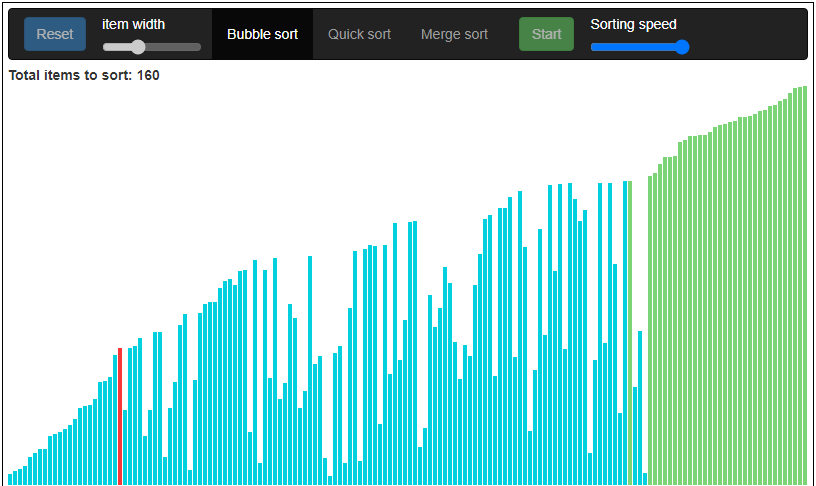 Reset item width Bubble sort Quick sort Merge sort Start Sorting speed
Total items to sort: 160